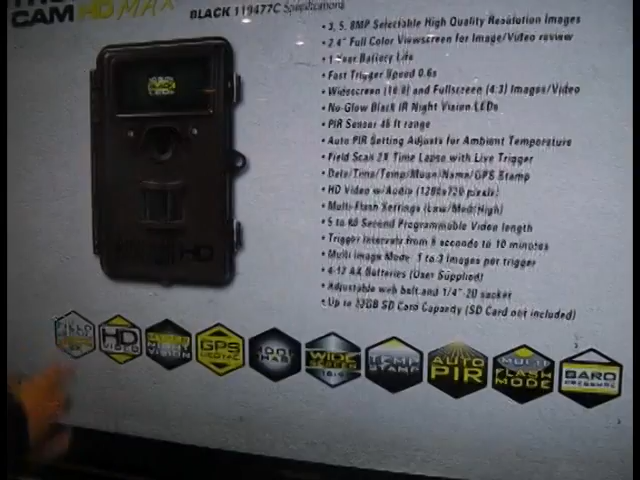 CAM HD MAX
BLACK 119477C Specifications
• 3, 5, 8MP Selectable High Quality Resolution Images
• 2.4" Full Color Viewscreen for Image/Video review
• 1 Year Battery Life
• Fast Trigger Speed 0.6s
• Widescreen (16:9) and Fullscreen (4:3) Images/Video
• No-Glow Black IR Night Vision LEDs
• PIR Sensor 45 ft range
• Auto PIR Setting Adjusts for Ambient Temperature
• Field Scan 2X Time Lapse with Live Trigger
• Date/Time/Temp/Moon/Name/GPS Stamp
• HD Video w/Audio (1280x720 pixels)
• Multi-Flash Settings (Low/Med/High)
• 5 to 60 Second Programmable Video length
• Trigger Intervals from seconds to 10 minutes
• Multi Image Mode: 1 to 3 images per trigger
• 4-12 AA Batteries (User Supplied)
• Adjustable web belt and 1/4"-20 socket
• Up to 32GB SD Card Capacity (SD Card not included)
HD
HD VIDEO
VISION
GPS GEOTAG
WIDE SCREEN 16:9
TEMP STAMP
AUTO PIR
MULTI FLASH MODE
BARO PRESSURE